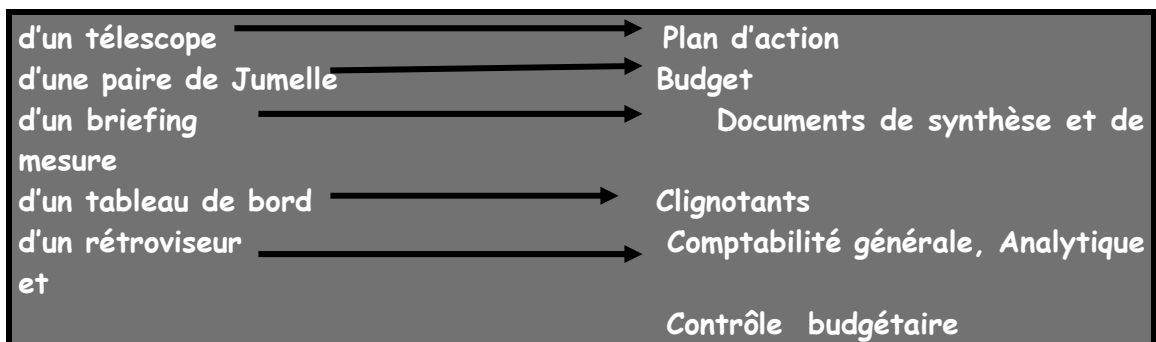 d'un télescope Plan d'action
d'une paire de Jumelle Budget
d'un briefing Documents de synthèse et de
mesure
d'un tableau de bord Clignotants
d'un rétroviseur Comptabilité générale, Analytique
et
Contrôle budgétaire